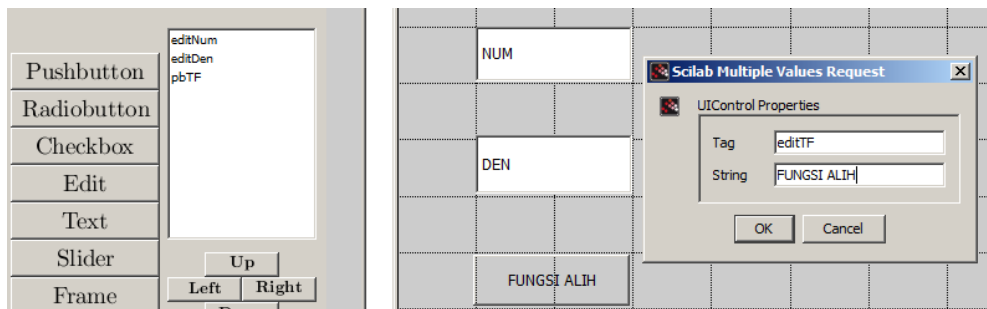 Pushbutton
Radiobutton
Checkbox
Edit
Text
Slider
Frame
editNum
editDen
pbTF
Up
Left Right
NUM
DEN
FUNGSI ALIH
Scilab Multiple Values Request
UIControl Properties
Tag editTF
String FUNGSI ALIH
OK Cancel